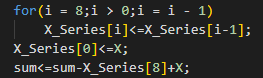 for(i = 8;i > 0;i = i - 1)
    X_Series[i]<=X_Series[i-1];
X_Series[0]<=X;
sum<=sum-X_Series[8]+X;